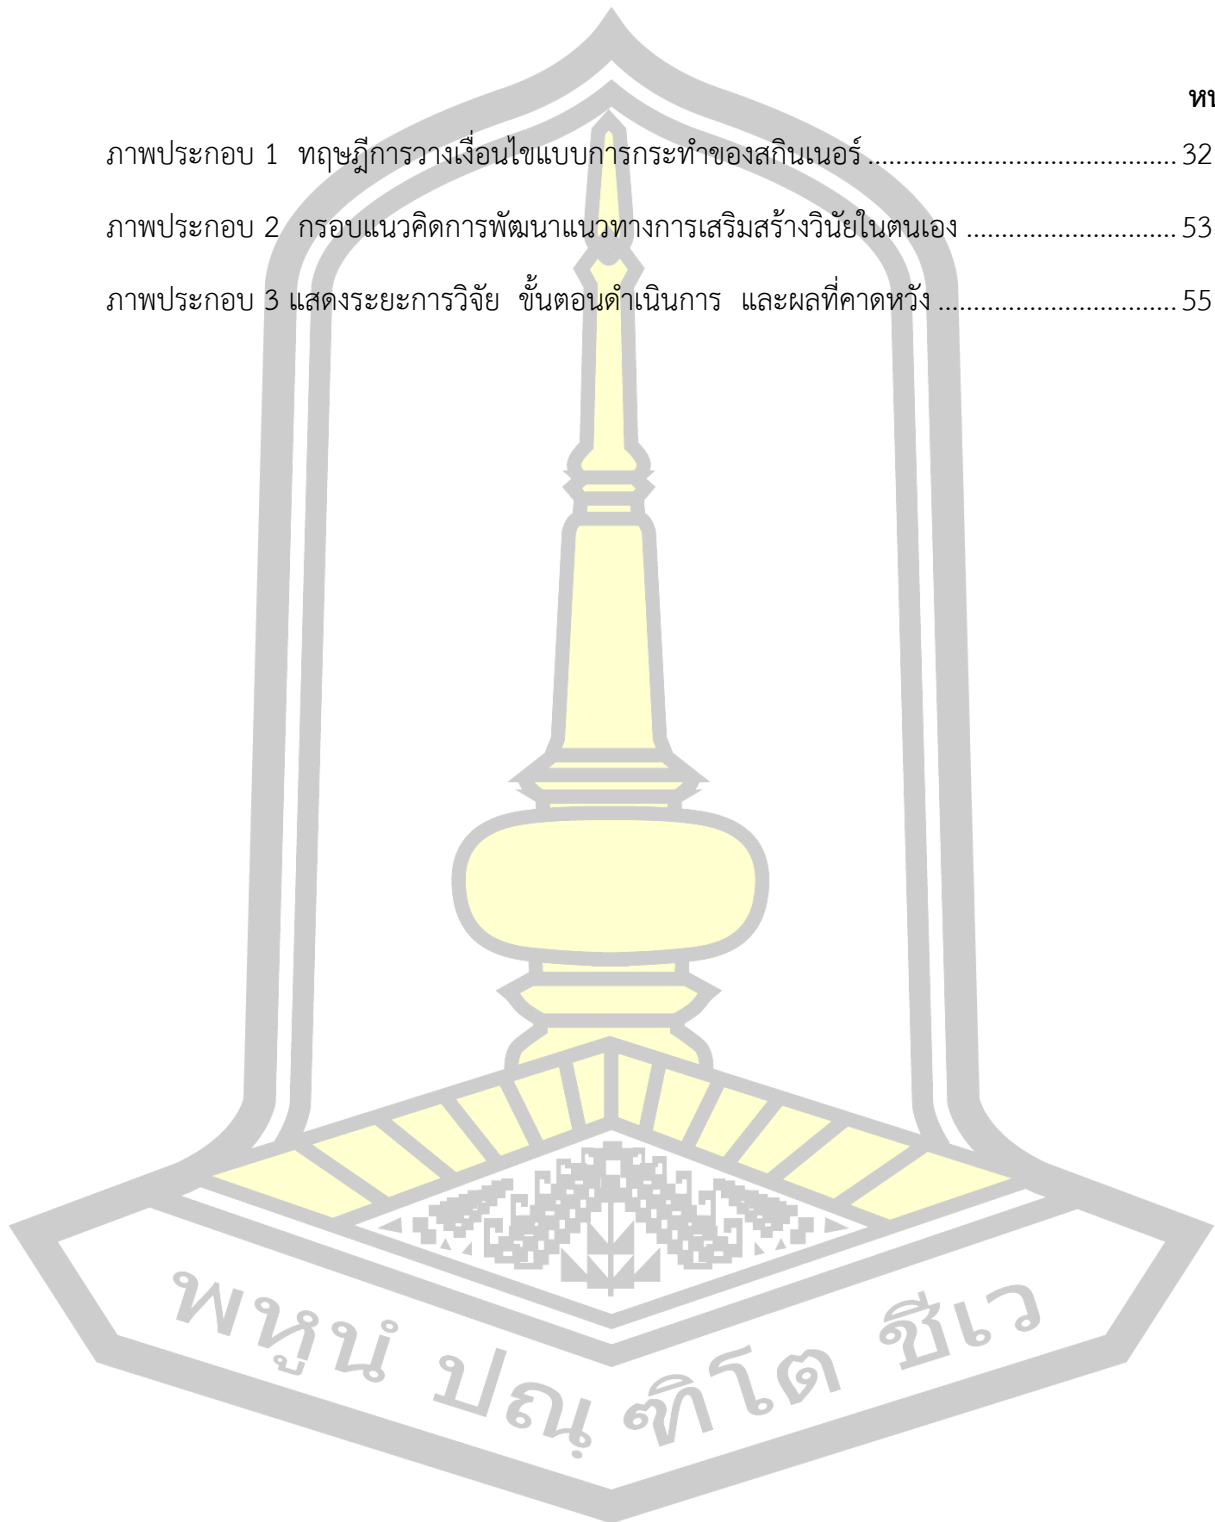 ภาพประกอบ 1 ทฤษฎีการวางเงื่อนไขแบบการกระทำของสกินเนอร์ ............................................ 32
ภาพประกอบ 2 กรอบแนวคิดการพัฒนาแนวทางการเสริมสร้างวินัยในตนเอง .............................. 53
ภาพประกอบ 3 แสดงระยะการวิจัย ขั้นตอนดำเนินการ และผลที่คาดหวัง .................................. 55
พหูนํ ปณฺฑิโต ชีเว